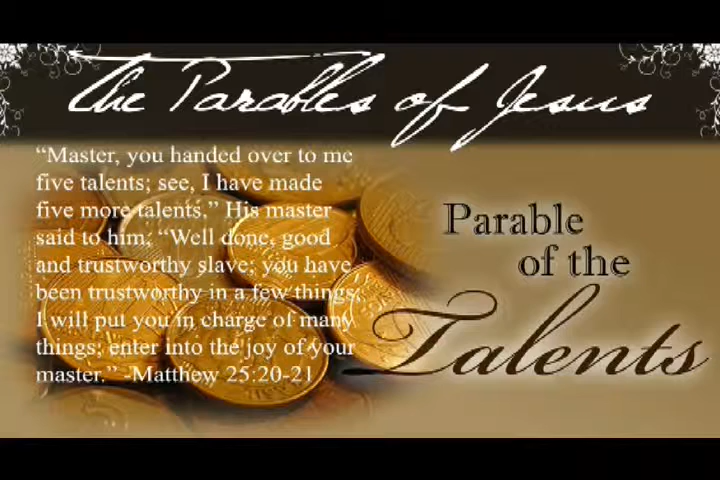 The Parables of Jesus
“Master, you handed over to me
five talents; see, I have made
five more talents.” His master
said to him, “Well done, good
and trustworthy slave; you have
been trustworthy in a few things;
I will put you in charge of many
things; enter into the joy of your
master.” -Matthew 25:20-21
Parable
of the
Talents